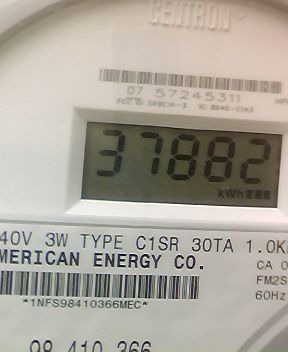 CENTRON®
07 57245311
37882
kWh
40V 3W TYPE C1SR 30TA 1.0K
MERICAN ENERGY CO.
CA 0
FM2S
60Hz
*1NFS98410366MEC*
98 410 366